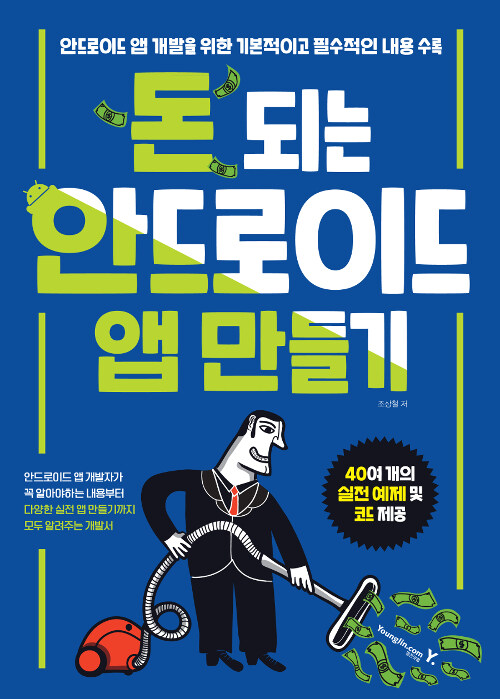 안드로이드 앱 개발을 위한 기본적이고 필수적인 내용 수록
돈 되는
안드로이드
앱 만들기
조상철 저
안드로이드 앱 개발자가
꼭 알아야하는 내용부터
다양한 실전 앱 만들기까지
모두 알려주는 개발서
40여 개의
실전 예제 및
코드 제공
Youngjin.com Y.
영진닷컴